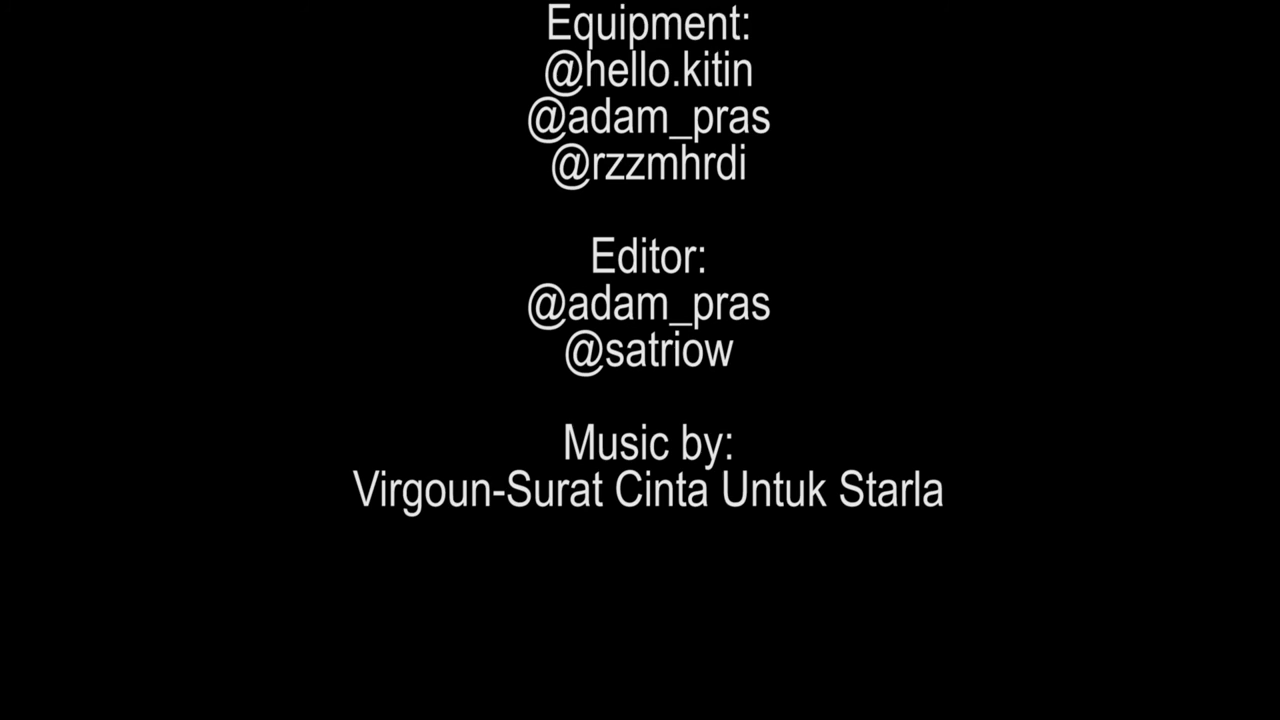 Equipment:
@hello.kitin
@adam_pras
@rzzmhrdi
Editor:
@adam_pras
@satriow
Music by:
Virgoun-Surat Cinta Untuk Starla